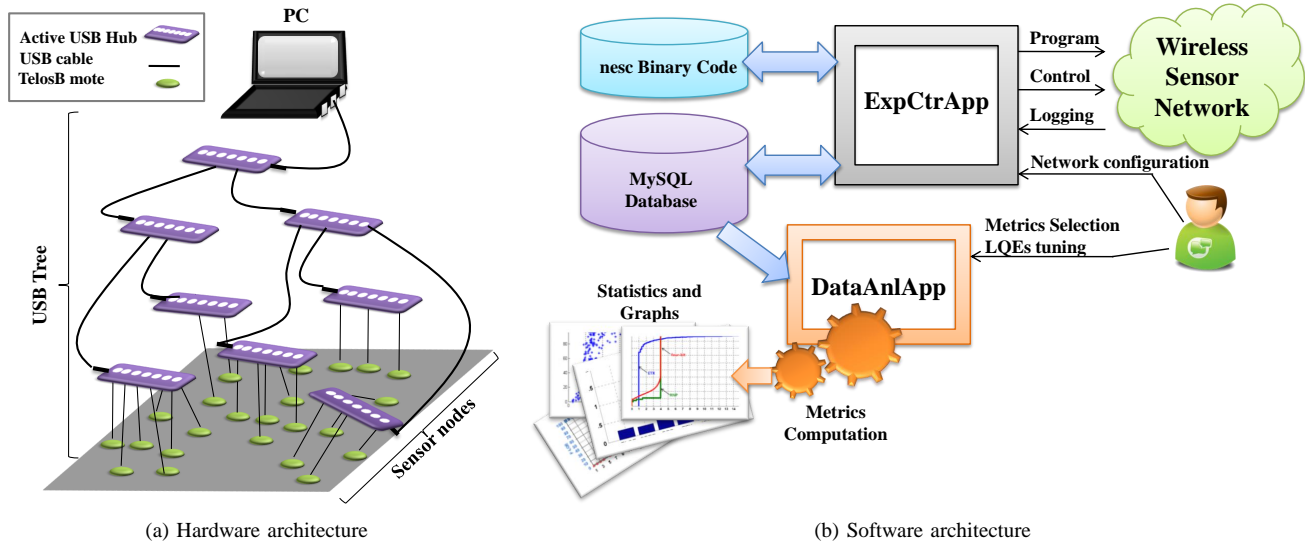 PC
Active USB Hub
USB cable
TelosB mote
USB Tree
Sensor nodes
(a) Hardware architecture
nesc Binary Code
ExpCtrApp
Program
Control
Logging
Wireless
Sensor
Network
MySQL
Database
Network configuration
Metrics Selection
LQEs tuning
DataAnlApp
Statistics and
Graphs
Metrics
Computation
(b) Software architecture